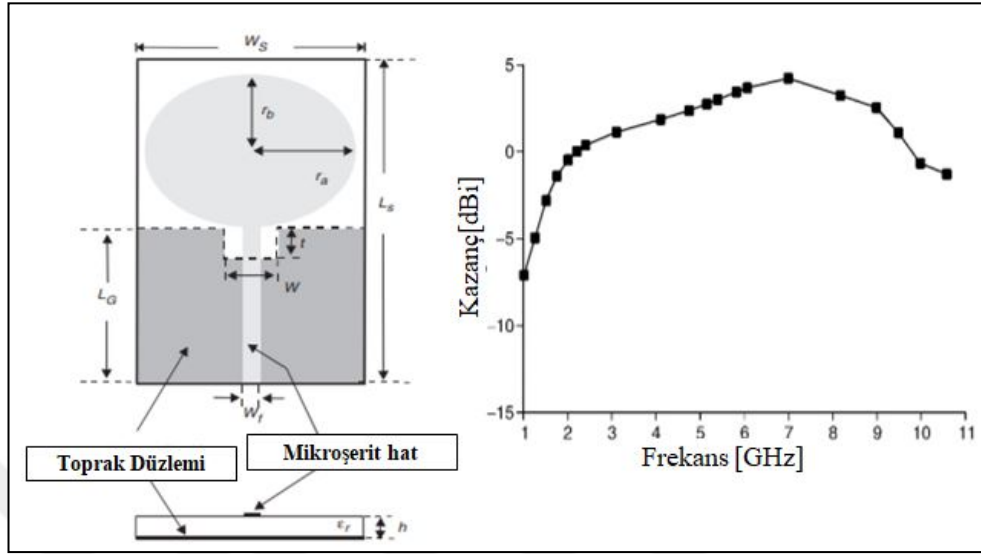 W_S
r_b
r_a
L_s
t
W
L_G
W_f
Toprak Düzlemi
Mikroşerit hat
ε_r
h
Kazanç[dBi]
5
0
−5
−10
−15
1 2 3 4 5 6 7 8 9 10 11
Frekans [GHz]